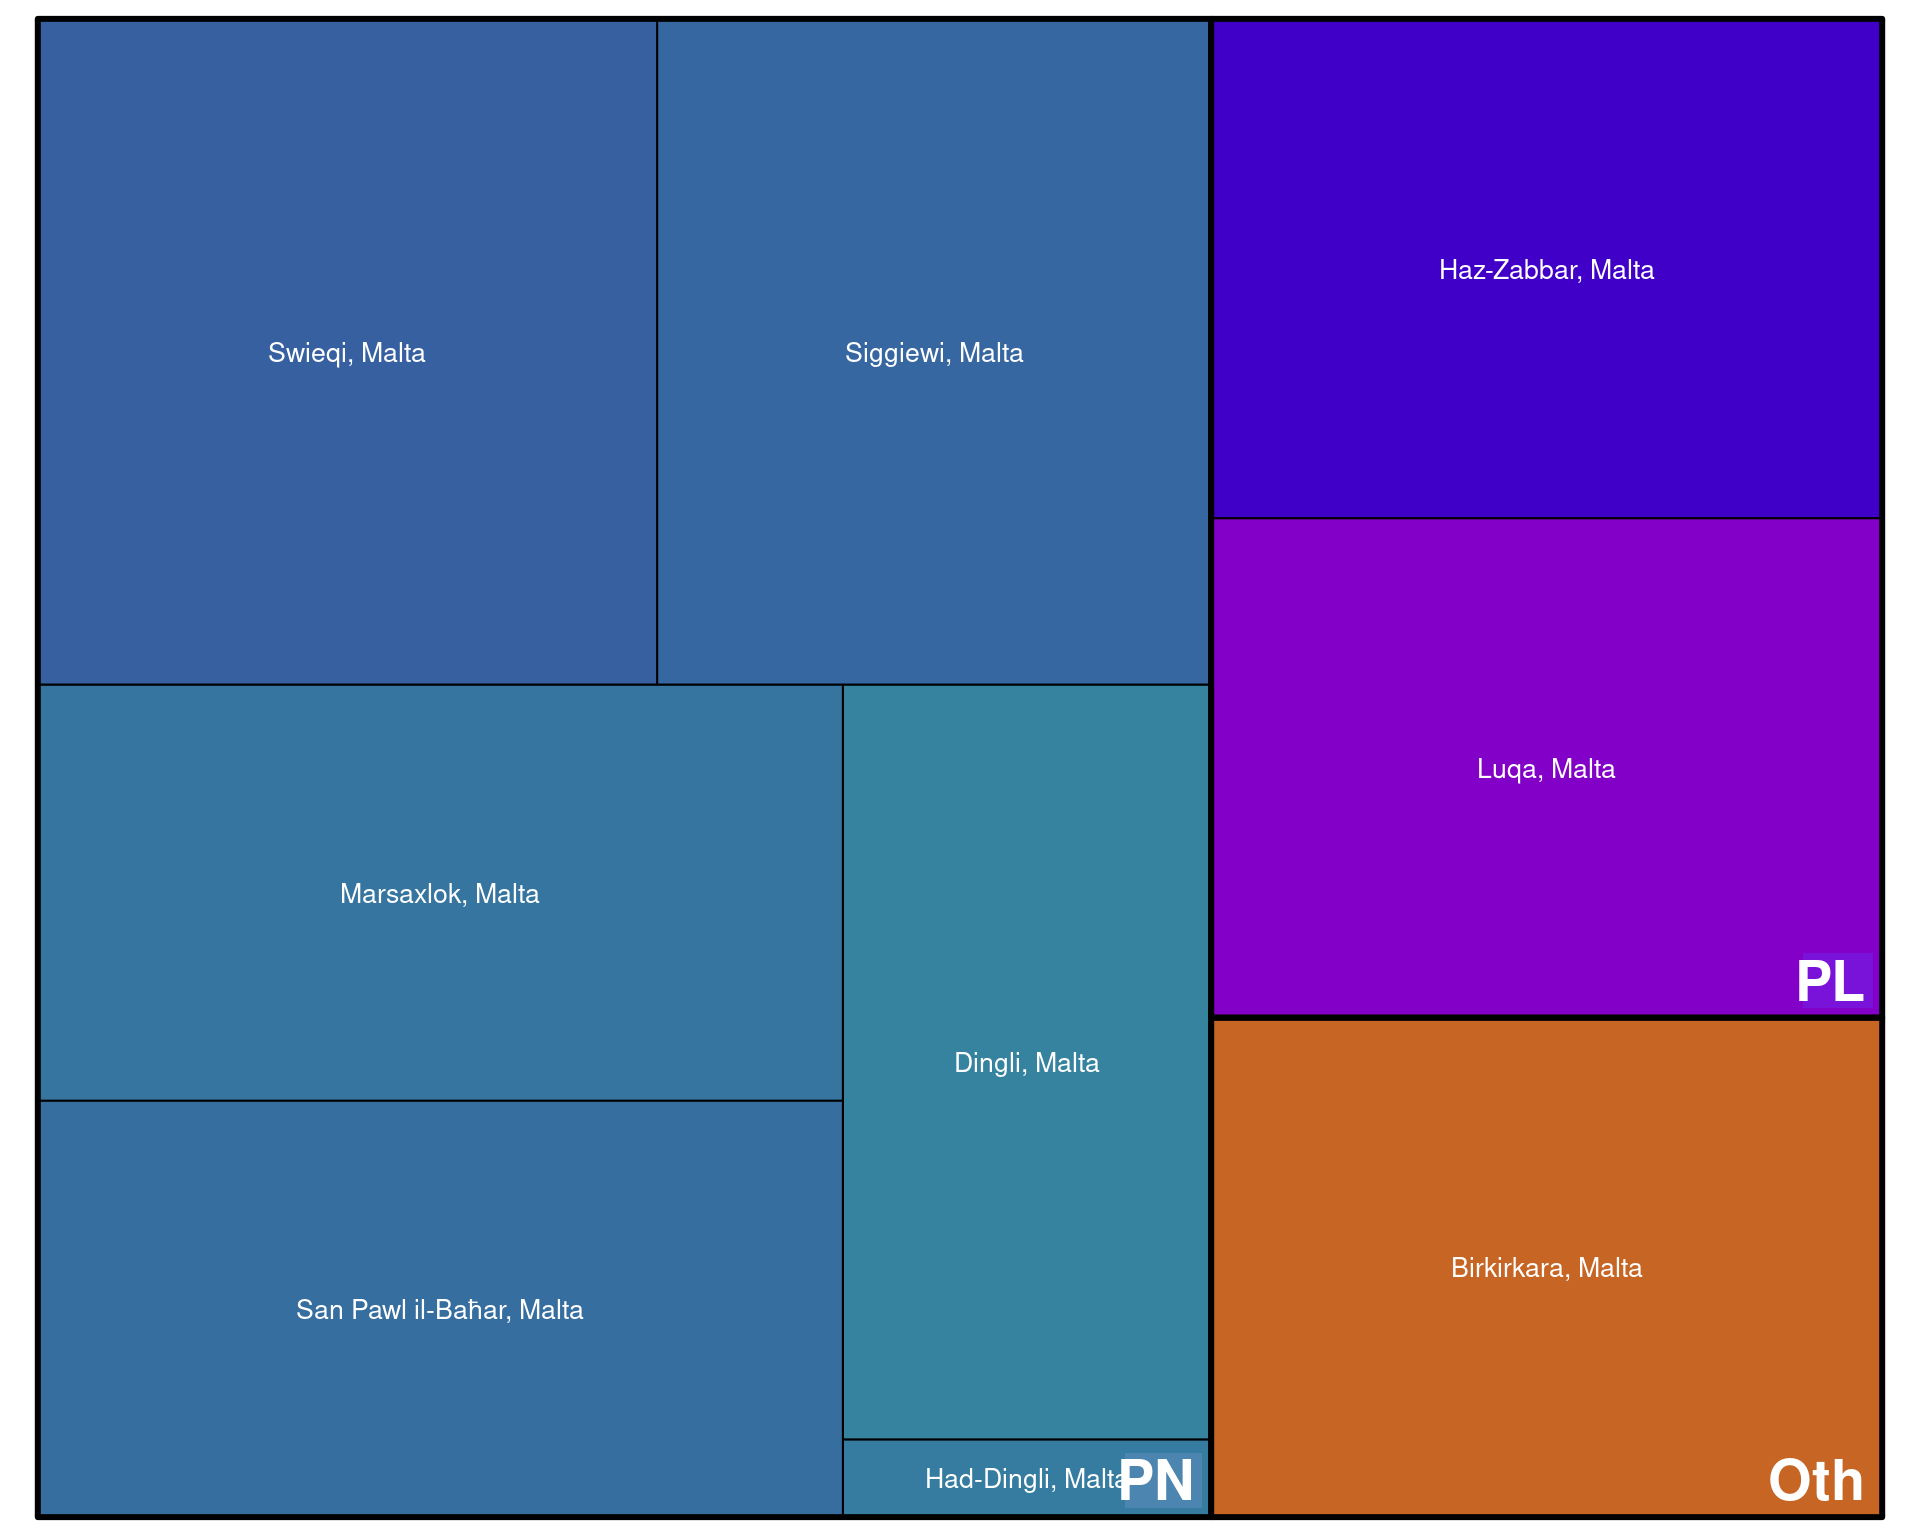 Swieqi, Malta
Siggiewi, Malta
Haz-Zabbar, Malta
Luqa, Malta
PL
Marsaxlok, Malta
Dingli, Malta
San Pawl il-Baħar, Malta
Had-Dingli, Malta
PN
Birkirkara, Malta
Oth